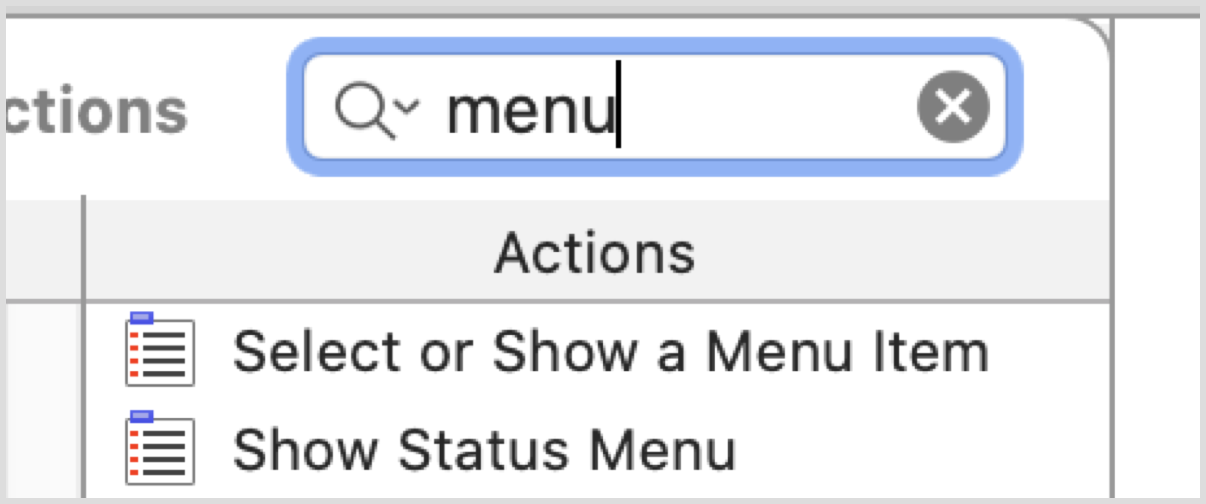 ctions
menu
Actions
Select or Show a Menu Item
Show Status Menu